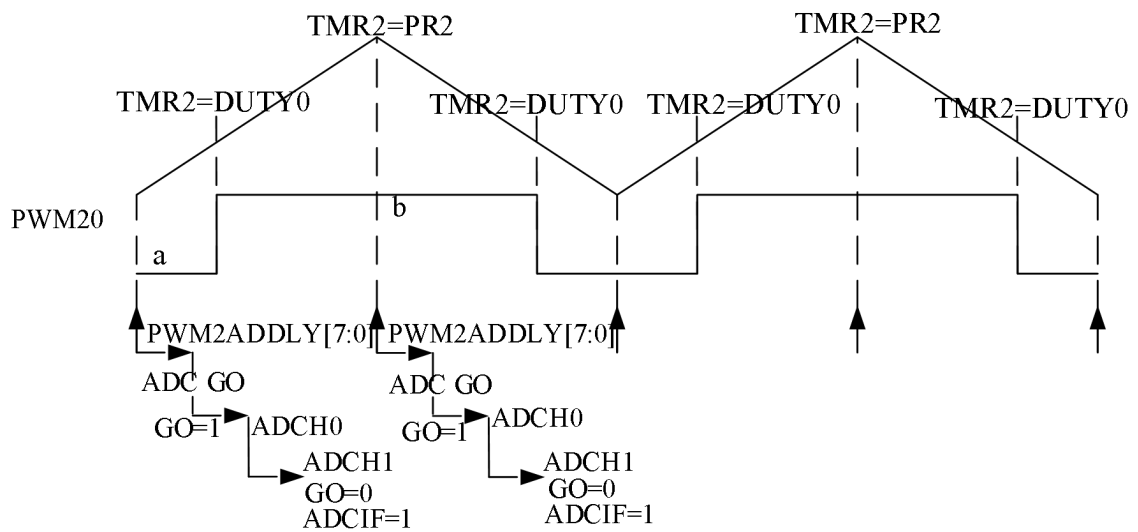 TMR2=PR2
TMR2=PR2
TMR2=DUTY0
TMR2=DUTY0
TMR2=DUTY0
TMR2=DUTY0
PWM20
a
b
PWM2ADDLY[7:0]
PWM2ADDLY[7:0]
ADC GO
ADC GO
GO=1
ADCH0
GO=1
ADCH0
ADCH1
GO=0
ADCIF=1
ADCH1
GO=0
ADCIF=1